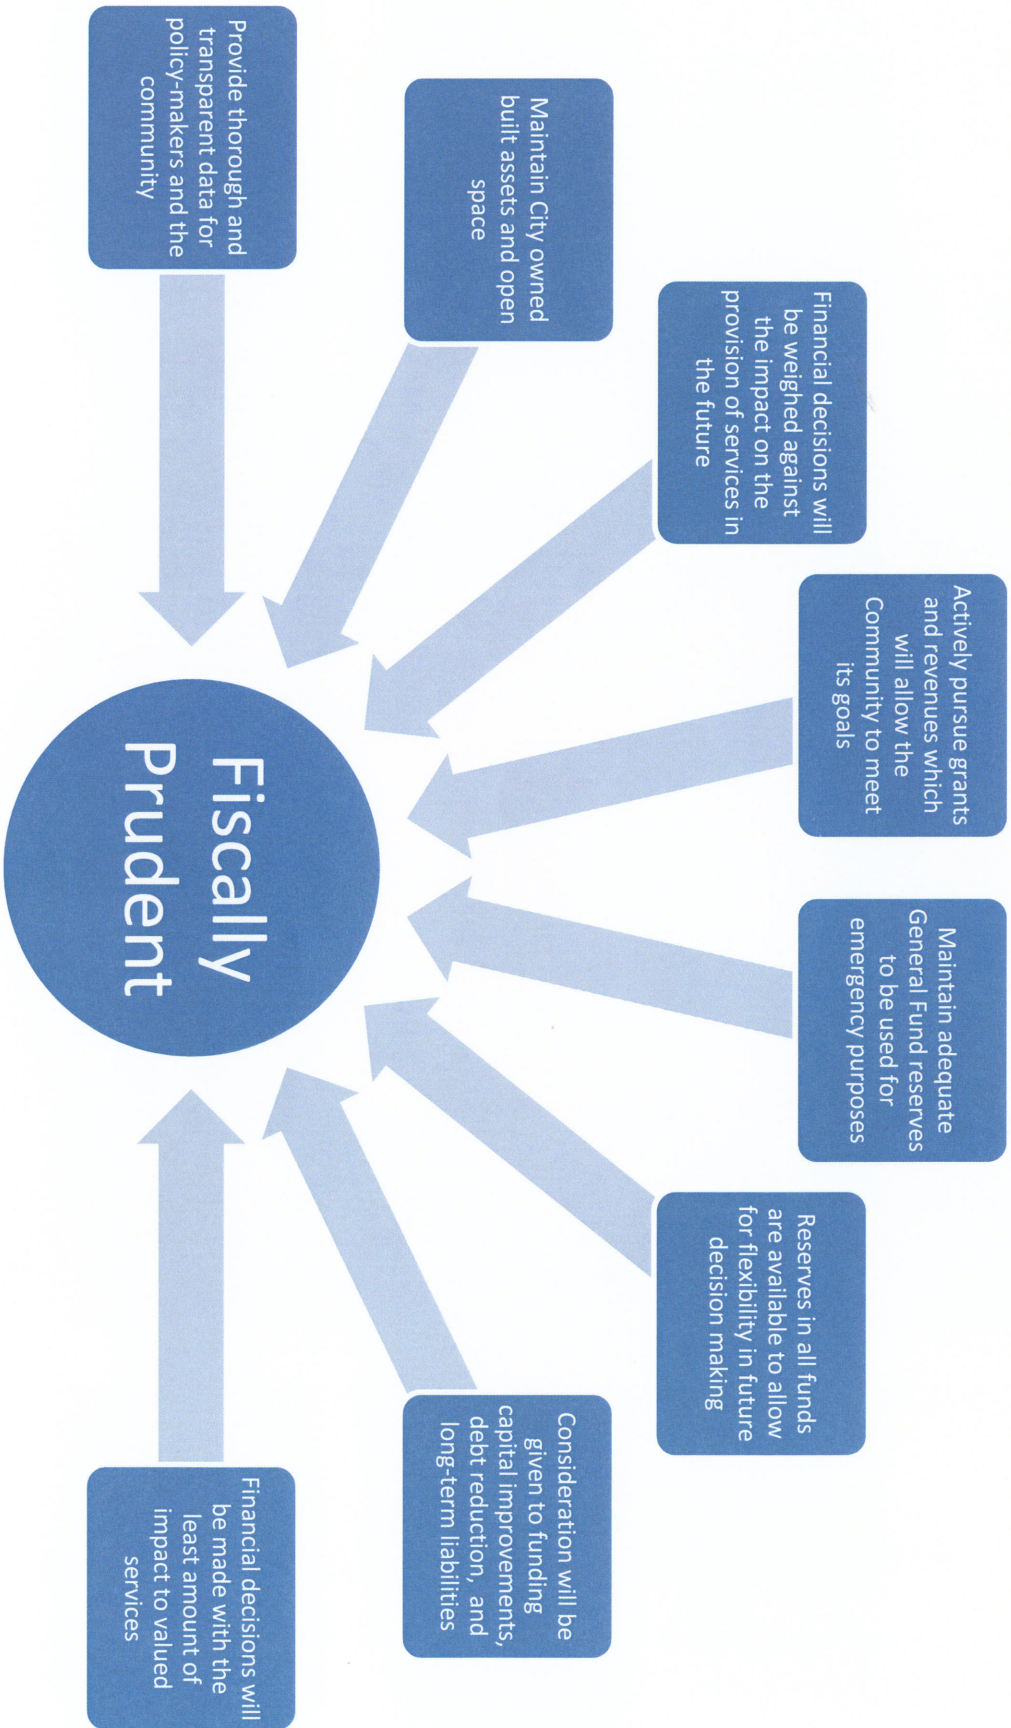 Provide thorough and
transparent data for
policy-makers and the
community
Maintain City owned
built assets and open
space
Financial decisions will
be weighed against
the impact on the
provision of services in
the future
Actively pursue grants
and revenues which
will allow the
Community to meet
its goals
Maintain adequate
General Fund reserves
to be used for
emergency purposes
Reserves in all funds
are available to allow
for flexibility in future
decision making
Consideration will be
given to funding
capital improvements,
debt reduction, and
long-term liabilities
Financial decisions will
be made with the
least amount of
impact to valued
services
Fiscally
Prudent